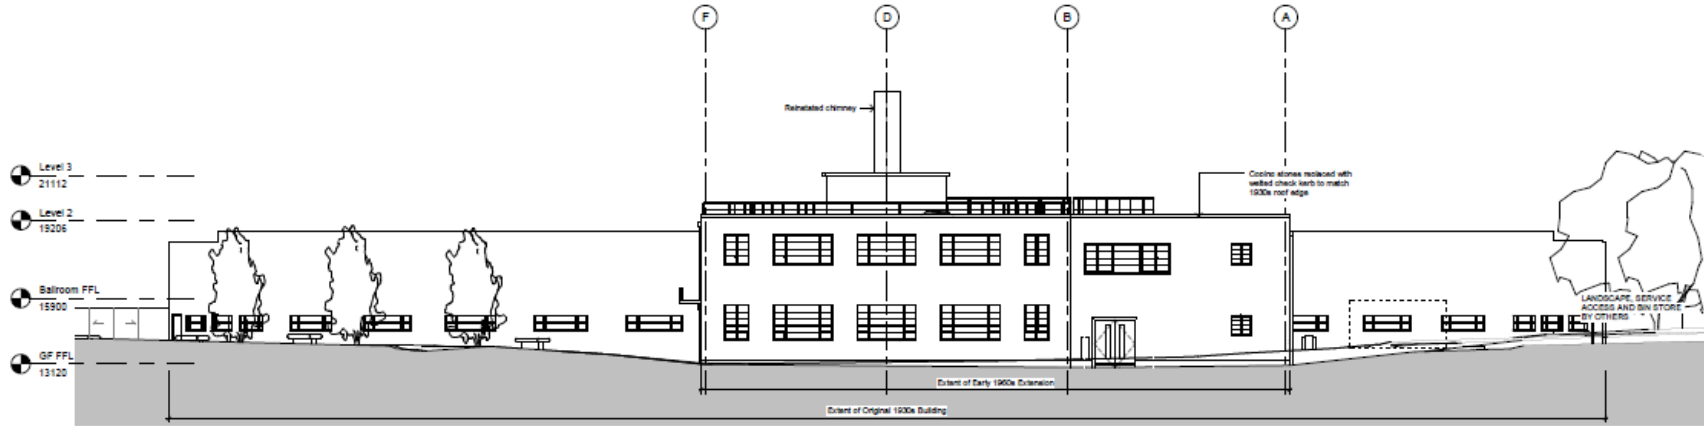 F
D
B
A
Reinstated chimney
Level 3
21112
Coping stones replaced with
welted check kerb to match
1930s roof edge
Level 2
19206
Ballroom FFL
15900
LANDSCAPE, SERVICE
ACCESS AND BIN STORE
BY OTHERS
GF FFL
13120
Extent of Early 1960s Extension
Extent of Original 1930s Building